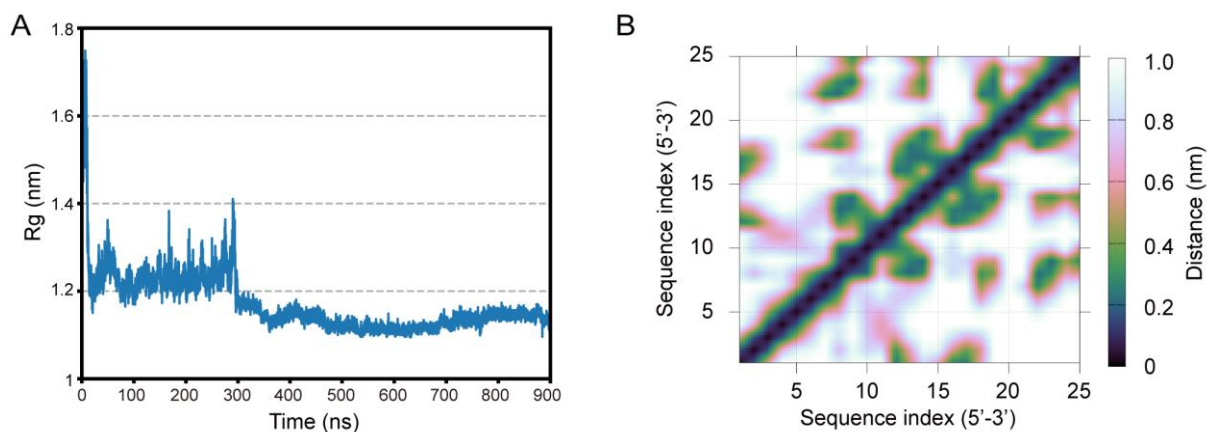 A
1.8
1.6
1.4
1.2
1
Rg (nm)
0 100 200 300 400 500 600 700 800 900
Time (ns)
B
25
20
15
10
5
Sequence index (5’-3’)
5 10 15 20 25
Sequence index (5’-3’)
1.0
0.8
0.6
0.4
0.2
0
Distance (nm)